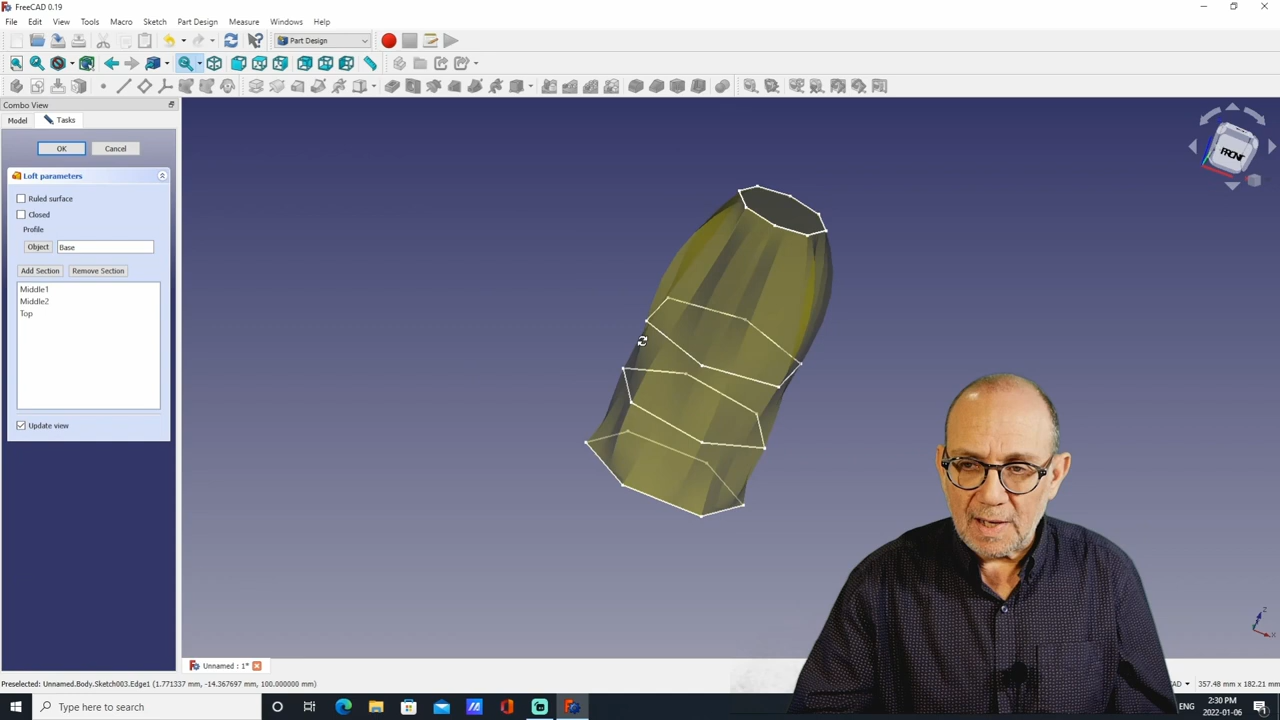 FreeCAD 0.19
File Edit View Tools Macro Sketch Part Design Measure Windows Help
Part Design
Combo View
Model Tasks
OK Cancel
Loft parameters
Ruled surface
Closed
Profile
Object Base
Add Section Remove Section
Middle1
Middle2
Top
Update view
FRONT
Z
Unnamed : 1*
Preselected: Unnamed.Body.Sketch003.Edge1 (1.771337 mm, -14.367697 mm, 100.000000 mm)
AD 357.48 mm x 182.21 mm
Type here to search
ENG
US
2:30 PM
2022-01-06